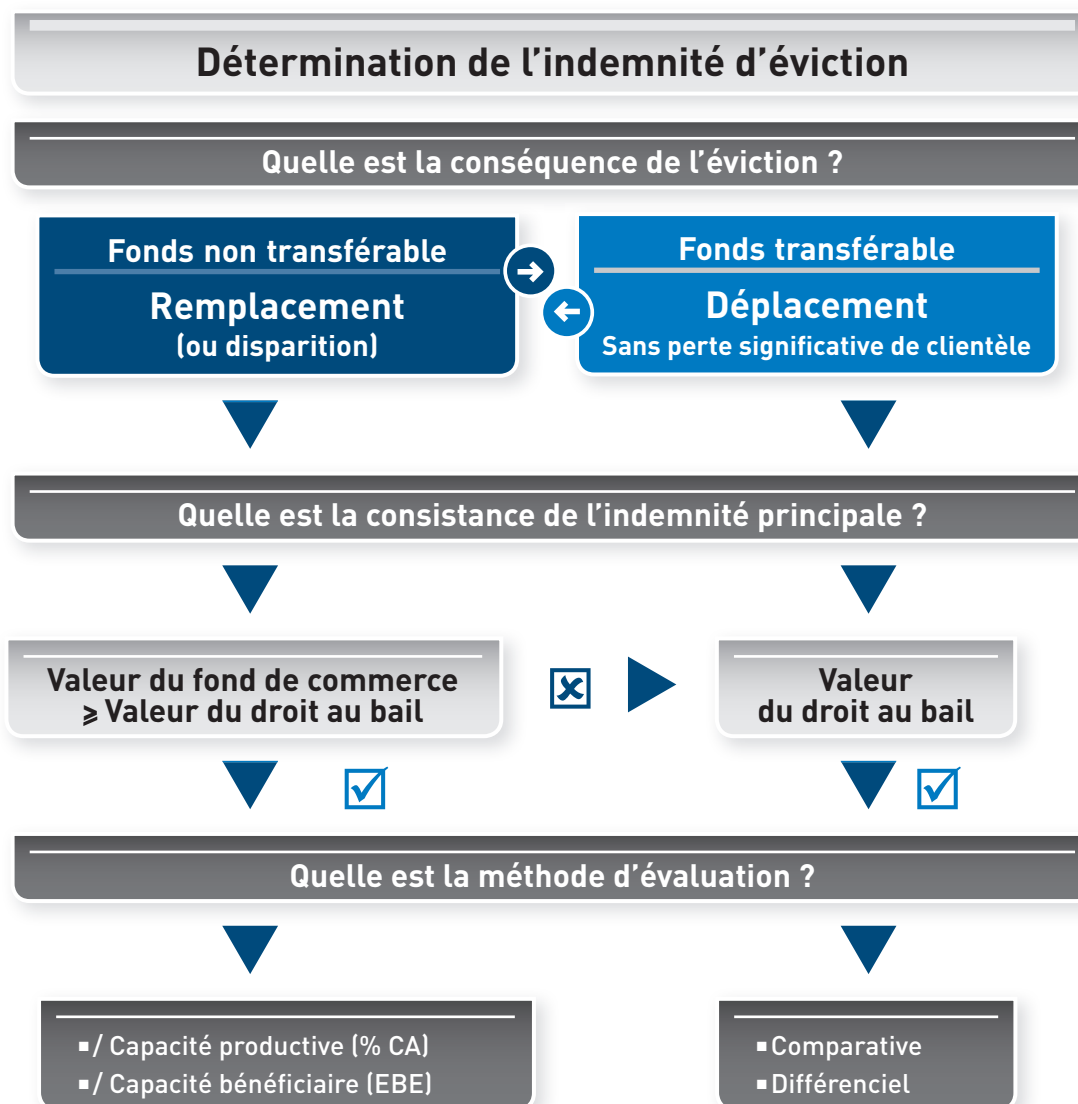 Détermination de l’indemnité d’éviction
Quelle est la conséquence de l’éviction ?
Fonds non transférable
Remplacement
(ou disparition)
Fonds transférable
Déplacement
Sans perte significative de clientèle
Quelle est la consistance de l’indemnité principale ?
Valeur du fond de commerce
⩾ Valeur du droit au bail
Valeur
du droit au bail
Quelle est la méthode d’évaluation ?
▪/ Capacité productive (% CA)
▪/ Capacité bénéficiaire (EBE)
▪Comparative
▪Différenciel